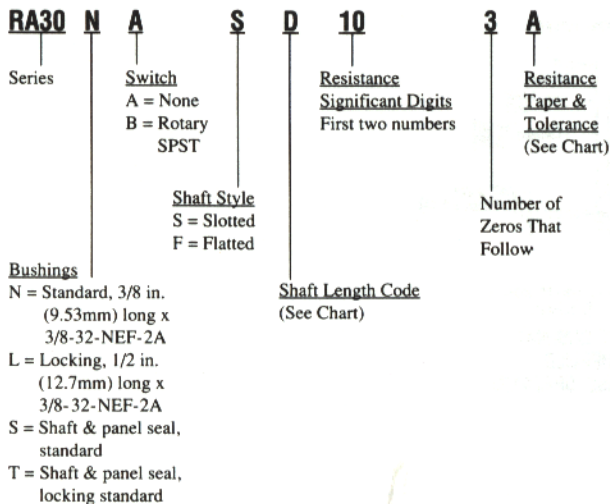 RA30 N A S D 10 3 A
Series
Switch
A = None
B = Rotary
SPST
Resistance
Significant Digits
First two numbers
Resitance
Taper &
Tolerance
(See Chart)
Shaft Style
S = Slotted
F = Flatted
Number of
Zeros That
Follow
Bushings
N = Standard, 3/8 in.
(9.53mm) long x
3/8-32-NEF-2A
L = Locking, 1/2 in.
(12.7mm) long x
3/8-32-NEF-2A
S = Shaft & panel seal,
standard
T = Shaft & panel seal,
locking standard
Shaft Length Code
(See Chart)